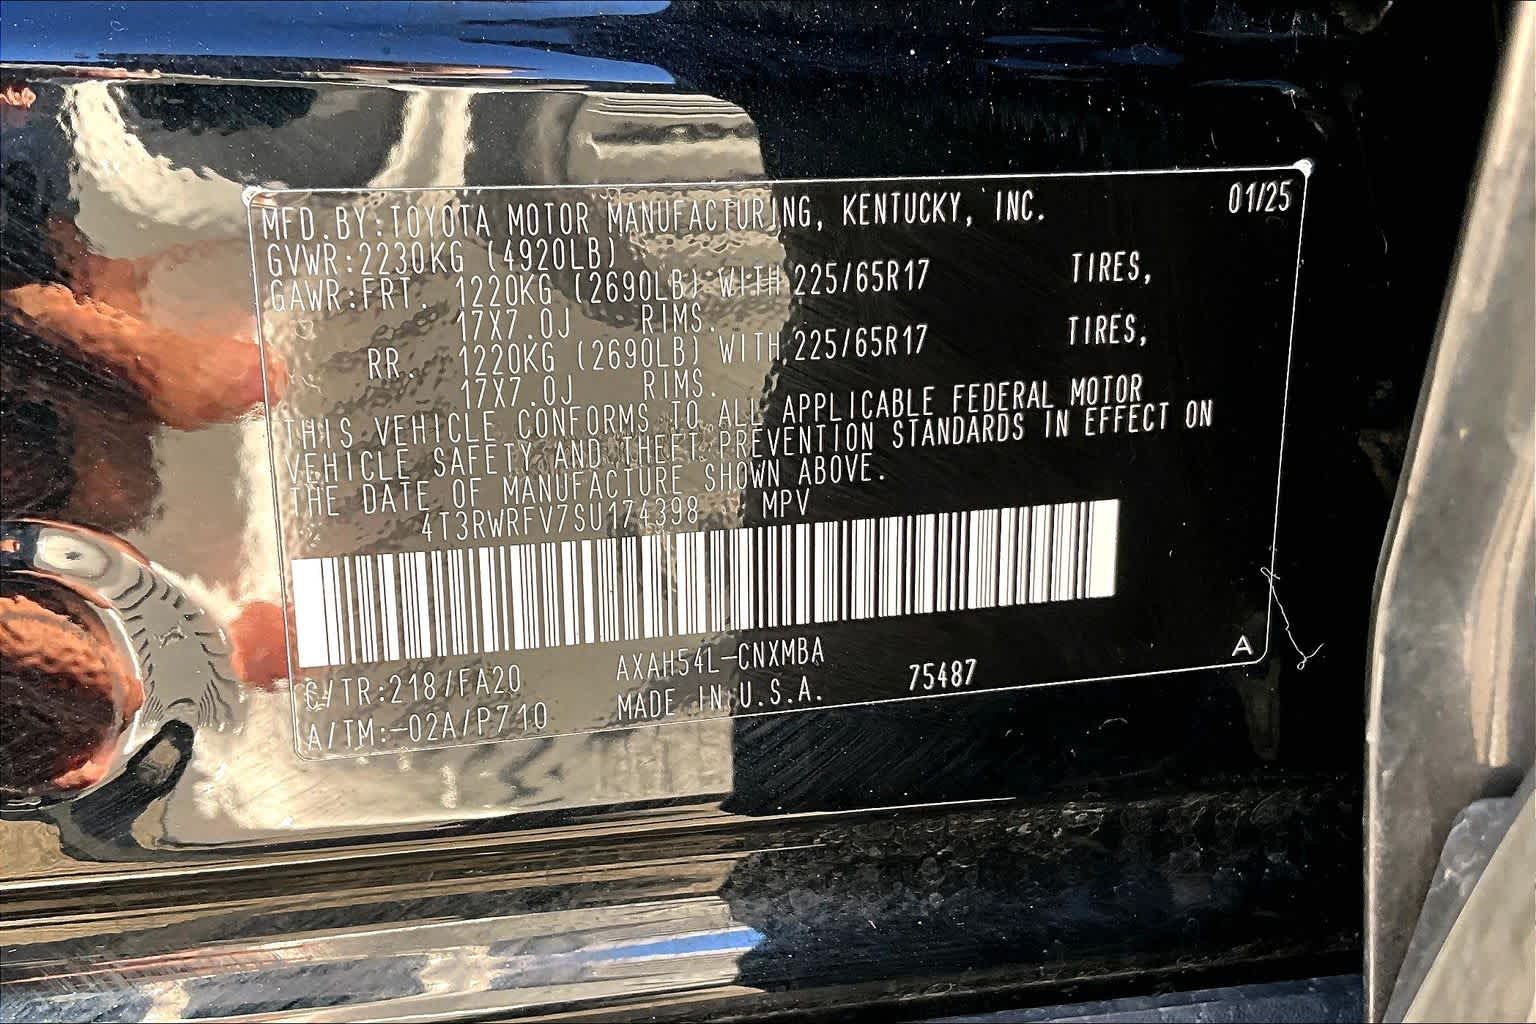 MFD.BY:TOYOTA MOTOR MANUFACTURING, KENTUCKY, INC. 01/25
GVWR:2230KG (4920LB)
GAWR:FRT. 1220KG (2690LB) WITH 225/65R17 TIRES,
17X7.0J RIMS.
RR. 1220KG (2690LB) WITH 225/65R17 TIRES,
17X7.0J RIMS.
THIS VEHICLE CONFORMS TO ALL APPLICABLE FEDERAL MOTOR
VEHICLE SAFETY AND THEFT PREVENTION STANDARDS IN EFFECT ON
THE DATE OF MANUFACTURE SHOWN ABOVE.
4T3RWRFV7SU174398 MPV
C/TR:218/FA20 AXAH54L-CNXMBA
A/TM:-02A/P710 MADE IN U.S.A. 75487 A